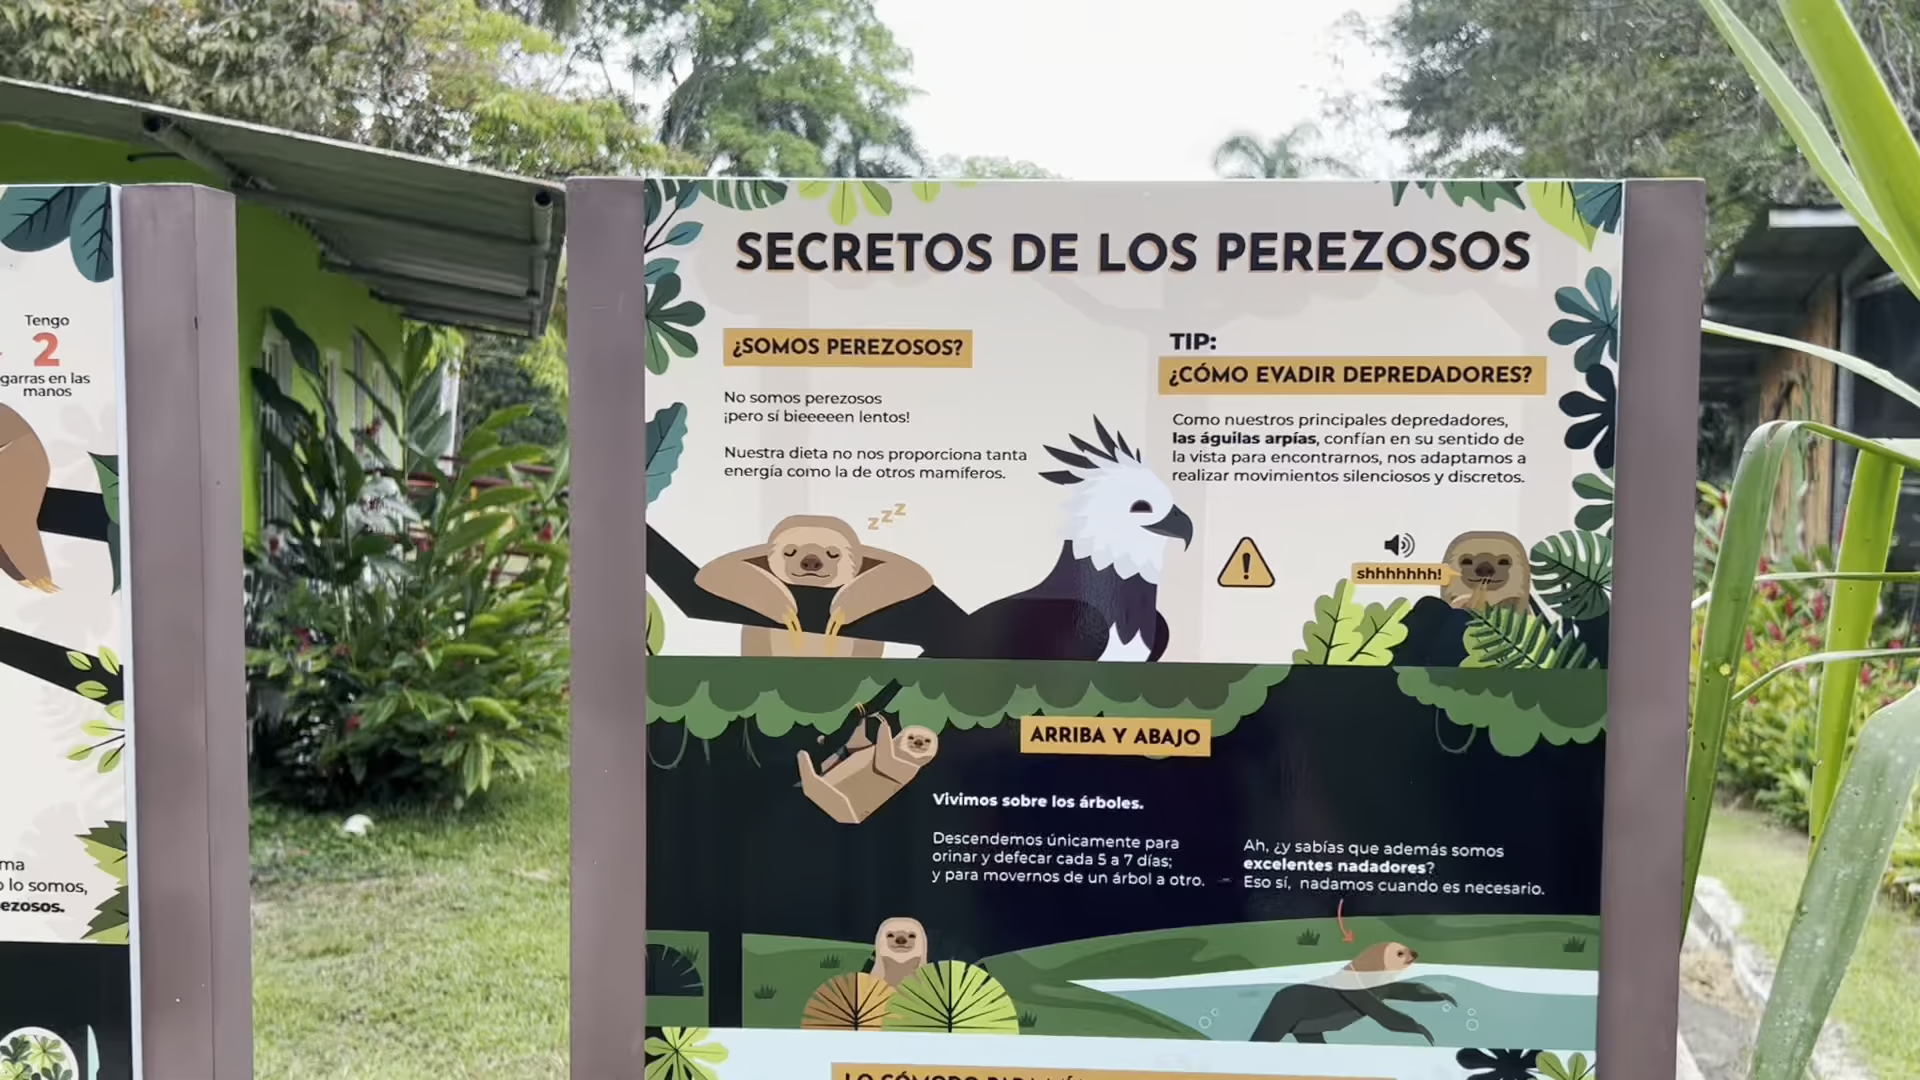 Tengo
2
garras en las
manos
lo somos,
SECRETOS DE LOS PEREZOSOS
¿SOMOS PEREZOSOS?
No somos perezosos
¡pero sí bieeeeen lentos!
Nuestra dieta no nos proporciona tanta
energía como la de otros mamíferos.
zzz
TIP:
¿CÓMO EVADIR DEPREDADORES?
Como nuestros principales depredadores,
las águilas arpías, confían en su sentido de
la vista para encontrarnos, nos adaptamos a
realizar movimientos silenciosos y discretos.
!
shhhhhhh!
ARRIBA Y ABAJO
Vivimos sobre los árboles.
Descendemos únicamente para
orinar y defecar cada 5 a 7 días;
y para movernos de un árbol a otro.
Ah, ¿y sabías que además somos
excelentes nadadores?
Eso sí, nadamos cuando es necesario.
LO CÓMODO